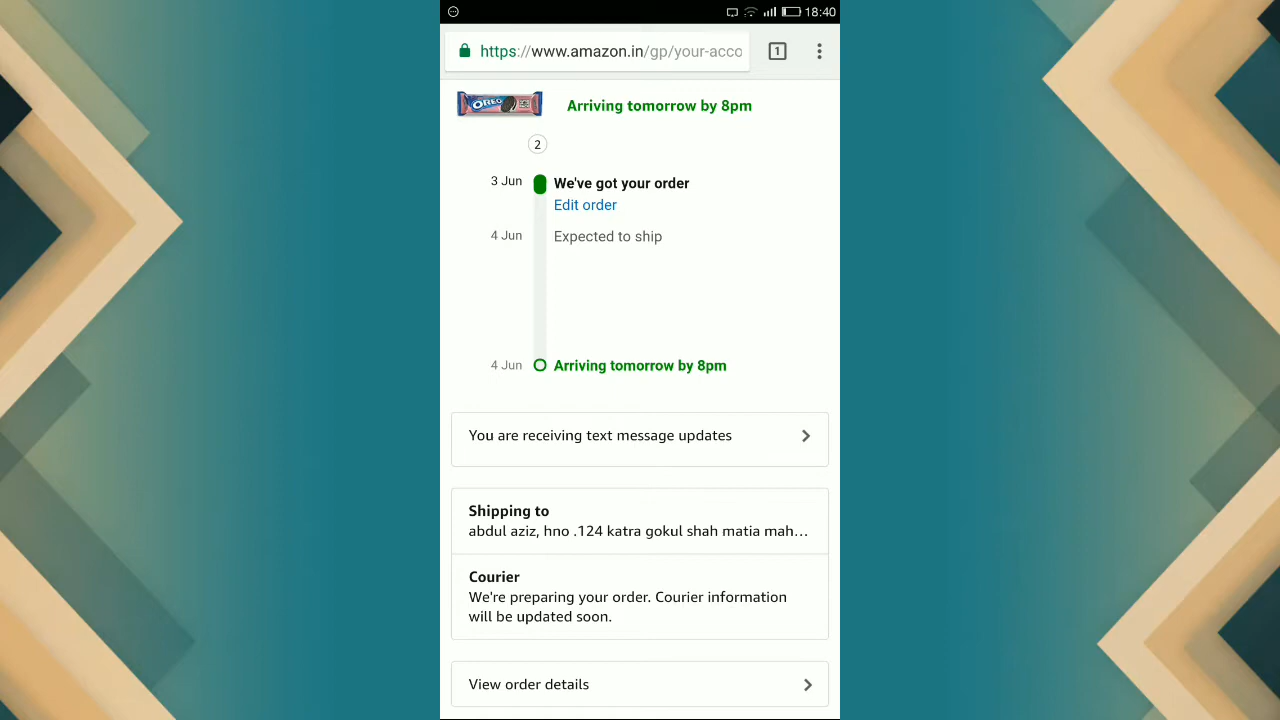 18:40
https://www.amazon.in/gp/your-acco
1
OREO
Arriving tomorrow by 8pm
2
3 Jun
We've got your order
Edit order
4 Jun
Expected to ship
4 Jun
Arriving tomorrow by 8pm
You are receiving text message updates
Shipping to
abdul aziz, hno .124 katra gokul shah matia mah...
Courier
We're preparing your order. Courier information
will be updated soon.
View order details